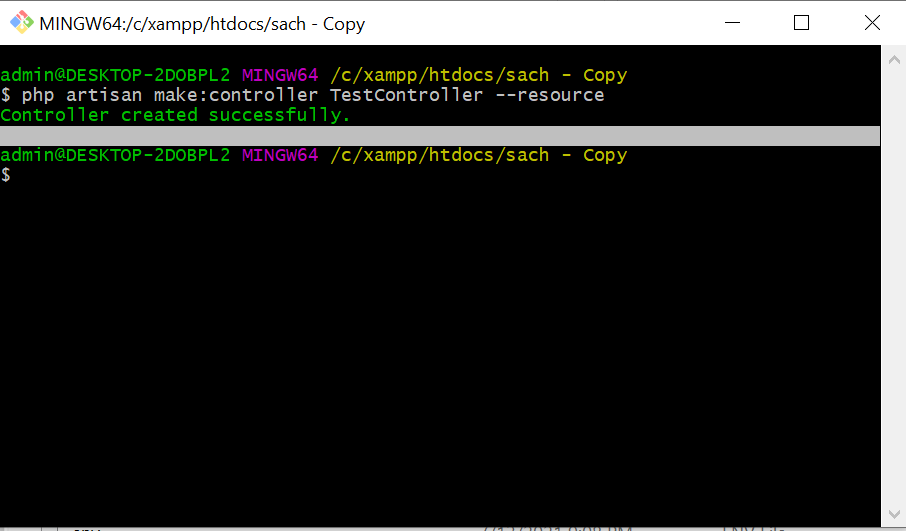 MINGW64:/c/xampp/htdocs/sach - Copy
admin@DESKTOP-2DOBPL2 MINGW64 /c/xampp/htdocs/sach - Copy
$ php artisan make:controller TestController --resource
Controller created successfully.
admin@DESKTOP-2DOBPL2 MINGW64 /c/xampp/htdocs/sach - Copy
$